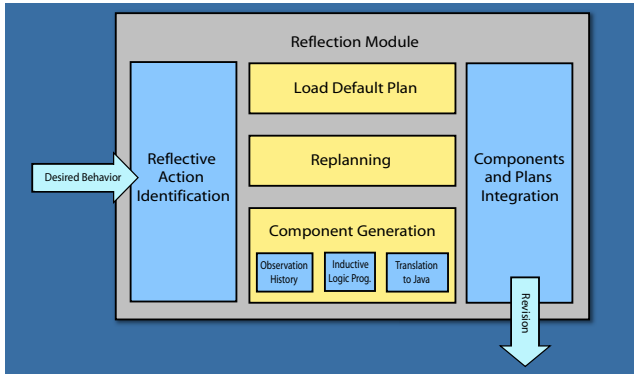 Reflection Module
Desired Behavior
Reflective
Action
Identification
Load Default Plan
Replanning
Component Generation
Observation
History
Inductive
Logic Prog.
Translation
to Java
Components
and Plans
Integration
Revision